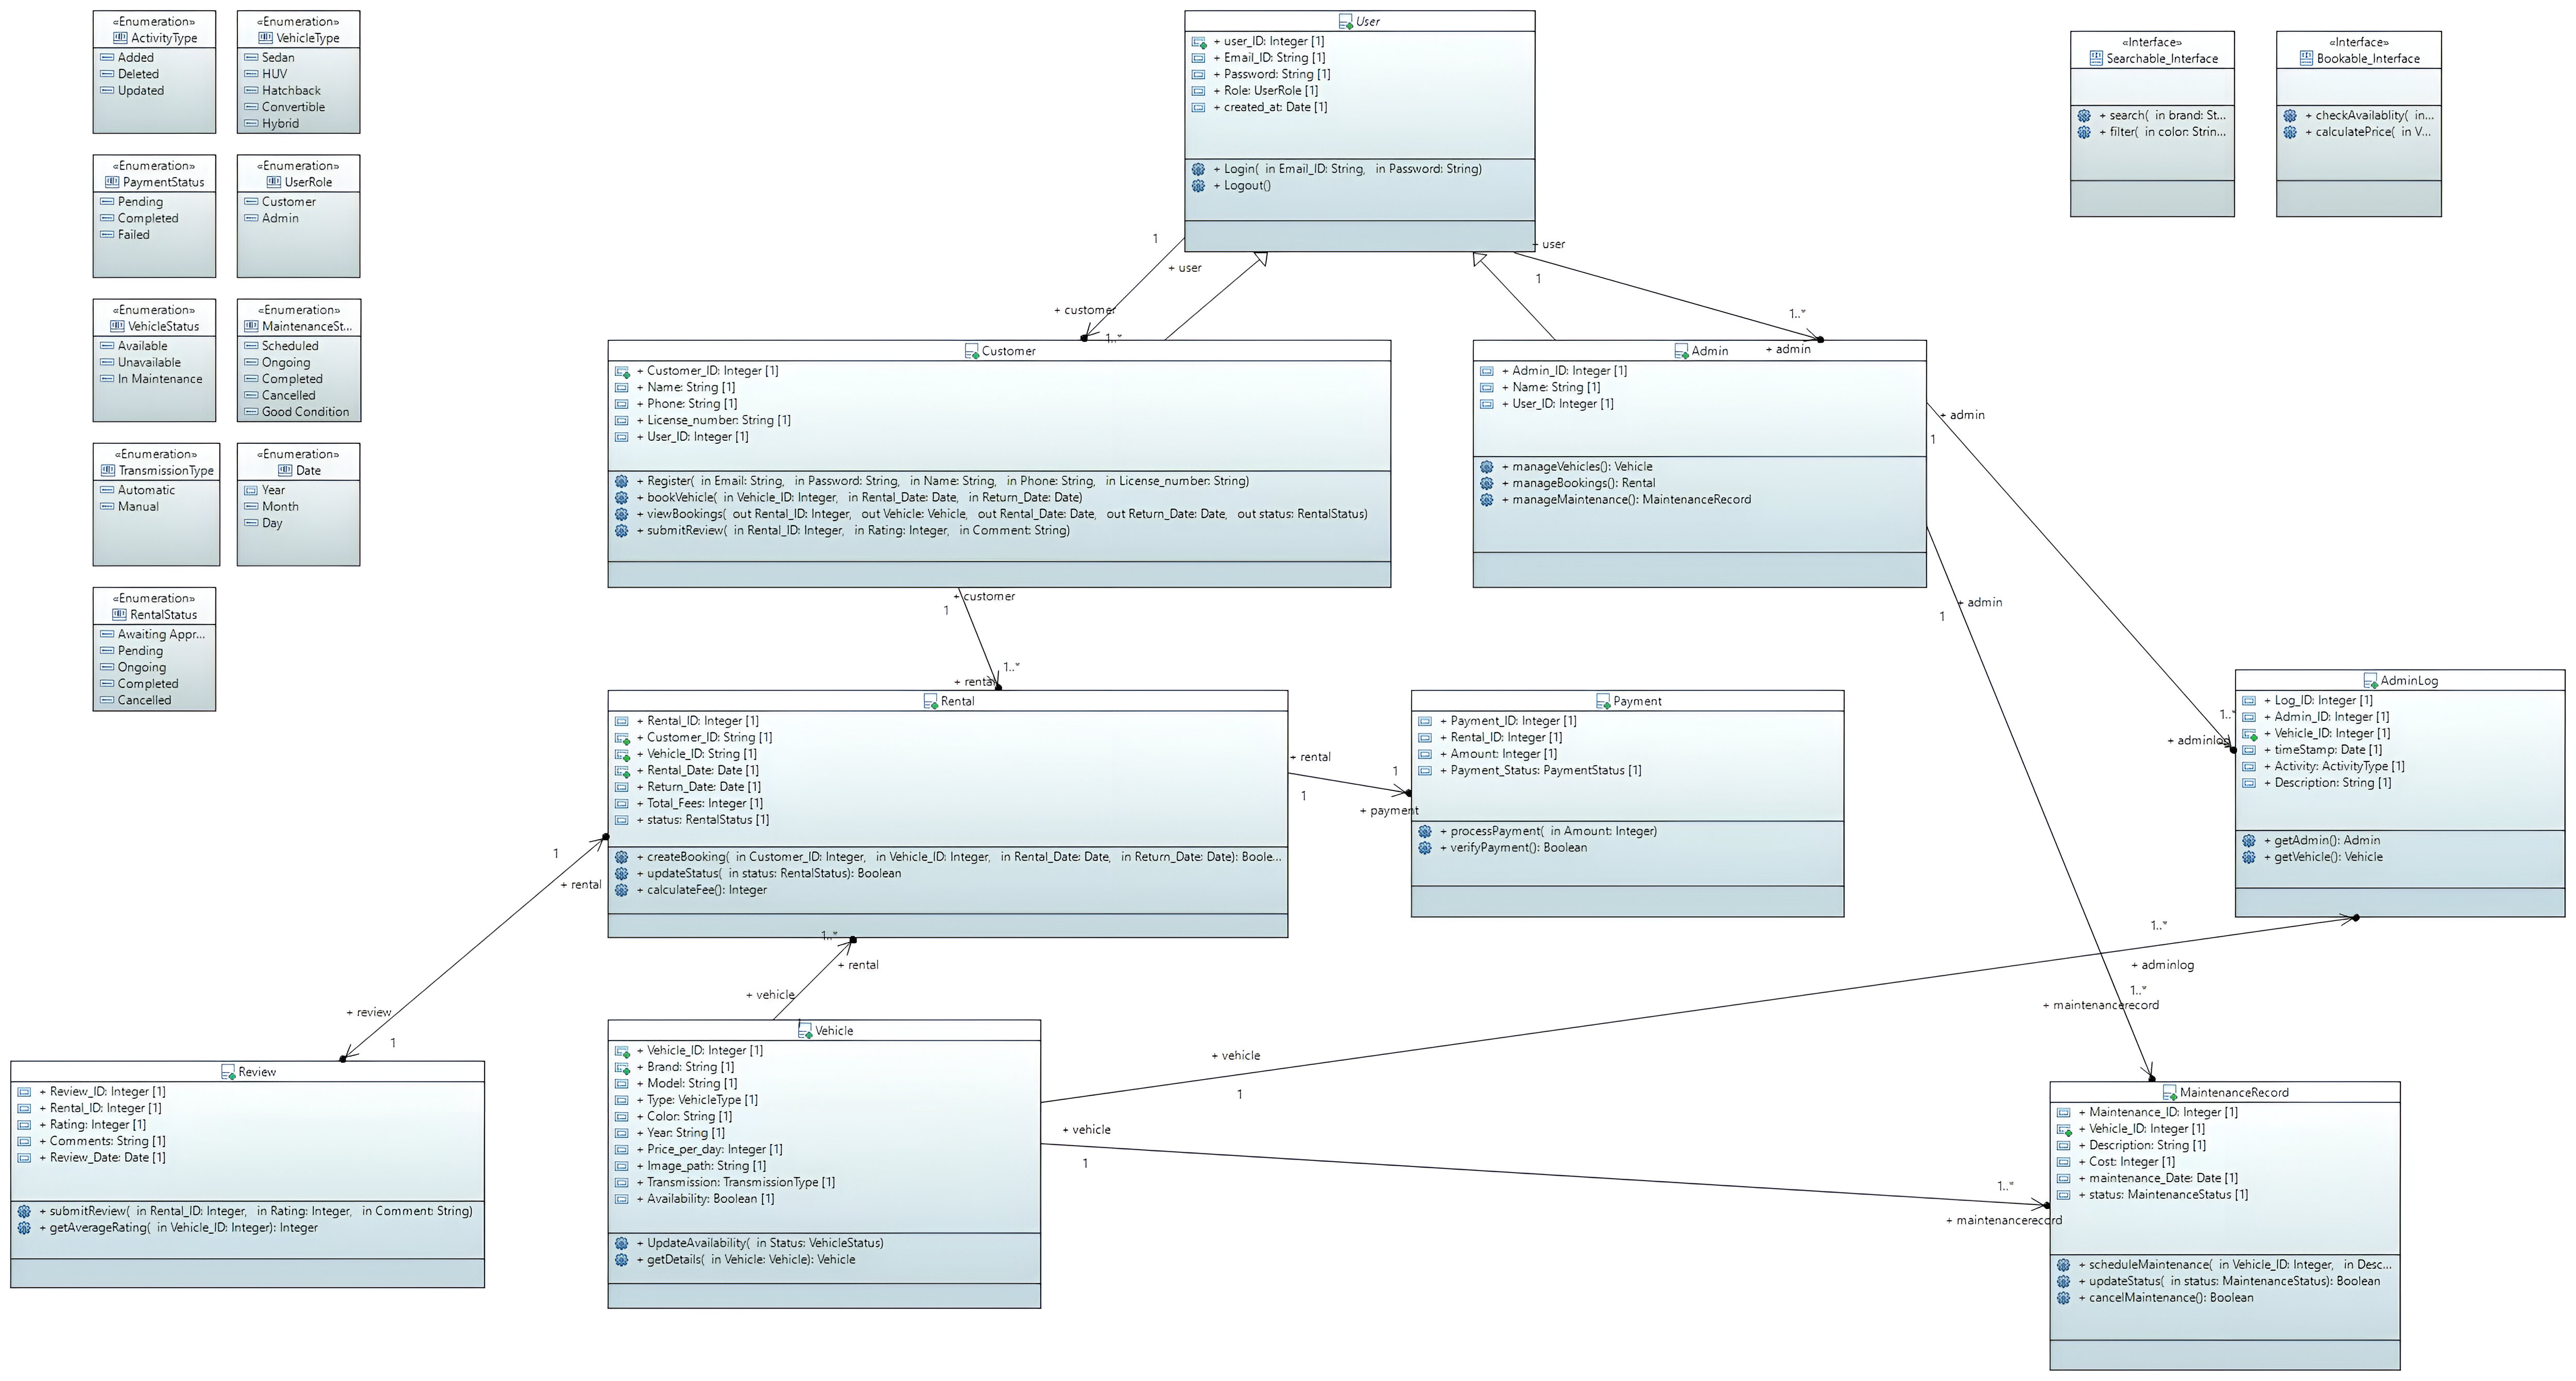 «Enumeration»
ActivityType
Added
Deleted
Updated
«Enumeration»
VehicleType
Sedan
HUV
Hatchback
Convertible
Hybrid
«Enumeration»
PaymentStatus
Pending
Completed
Failed
«Enumeration»
UserRole
Customer
Admin
«Enumeration»
VehicleStatus
Available
Unavailable
In Maintenance
«Enumeration»
MaintenanceSt...
Scheduled
Ongoing
Completed
Cancelled
Good Condition
«Enumeration»
TransmissionType
Automatic
Manual
«Enumeration»
Date
Year
Month
Day
«Enumeration»
RentalStatus
Awaiting Appr...
Pending
Ongoing
Completed
Cancelled
User
+ user_ID: Integer [1]
+ Email_ID: String [1]
+ Password: String [1]
+ Role: UserRole [1]
+ created_at: Date [1]
+ Login( in Email_ID: String, in Password: String)
+ Logout()
«Interface»
Searchable_Interface
+ search( in brand: St...
+ filter( in color: Strin...
«Interface»
Bookable_Interface
+ checkAvailablity( in...
+ calculatePrice( in V...
1
+ user
+ customer
1..*
+ user
1
1..*
+ admin
Customer
+ Customer_ID: Integer [1]
+ Name: String [1]
+ Phone: String [1]
+ License_number: String [1]
+ User_ID: Integer [1]
+ Register( in Email: String, in Password: String, in Name: String, in Phone: String, in License_number: String)
+ bookVehicle( in Vehicle_ID: Integer, in Rental_Date: Date, in Return_Date: Date)
+ viewBookings( out Rental_ID: Integer, out Vehicle: Vehicle, out Rental_Date: Date, out Return_Date: Date, out status: RentalStatus)
+ submitReview( in Rental_ID: Integer, in Rating: Integer, in Comment: String)
Admin
+ Admin_ID: Integer [1]
+ Name: String [1]
+ User_ID: Integer [1]
+ manageVehicles(): Vehicle
+ manageBookings(): Rental
+ manageMaintenance(): MaintenanceRecord
+ admin
1
+ admin
1
+ customer
1
1..*
+ rental
Rental
+ Rental_ID: Integer [1]
+ Customer_ID: String [1]
+ Vehicle_ID: String [1]
+ Rental_Date: Date [1]
+ Return_Date: Date [1]
+ Total_Fees: Integer [1]
+ status: RentalStatus [1]
+ createBooking( in Customer_ID: Integer, in Vehicle_ID: Integer, in Rental_Date: Date, in Return_Date: Date): Boole...
+ updateStatus( in status: RentalStatus): Boolean
+ calculateFee(): Integer
+ rental
1
1
+ payment
Payment
+ Payment_ID: Integer [1]
+ Rental_ID: Integer [1]
+ Amount: Integer [1]
+ Payment_Status: PaymentStatus [1]
+ processPayment( in Amount: Integer)
+ verifyPayment(): Boolean
1..*
+ adminlog
AdminLog
+ Log_ID: Integer [1]
+ Admin_ID: Integer [1]
+ Vehicle_ID: Integer [1]
+ timeStamp: Date [1]
+ Activity: ActivityType [1]
+ Description: String [1]
+ getAdmin(): Admin
+ getVehicle(): Vehicle
1
+ rental
+ review
1
1..*
+ rental
+ vehicle
1..*
+ adminlog
1..*
+ maintenancerecord
Review
+ Review_ID: Integer [1]
+ Rental_ID: Integer [1]
+ Rating: Integer [1]
+ Comments: String [1]
+ Review_Date: Date [1]
+ submitReview( in Rental_ID: Integer, in Rating: Integer, in Comment: String)
+ getAverageRating( in Vehicle_ID: Integer): Integer
Vehicle
+ Vehicle_ID: Integer [1]
+ Brand: String [1]
+ Model: String [1]
+ Type: VehicleType [1]
+ Color: String [1]
+ Year: String [1]
+ Price_per_day: Integer [1]
+ Image_path: String [1]
+ Transmission: TransmissionType [1]
+ Availability: Boolean [1]
+ UpdateAvailability( in Status: VehicleStatus)
+ getDetails( in Vehicle: Vehicle): Vehicle
+ vehicle
1
+ vehicle
1
1..*
+ maintenancerecord
MaintenanceRecord
+ Maintenance_ID: Integer [1]
+ Vehicle_ID: Integer [1]
+ Description: String [1]
+ Cost: Integer [1]
+ maintenance_Date: Date [1]
+ status: MaintenanceStatus [1]
+ scheduleMaintenance( in Vehicle_ID: Integer, in Desc...
+ updateStatus( in status: MaintenanceStatus): Boolean
+ cancelMaintenance(): Boolean